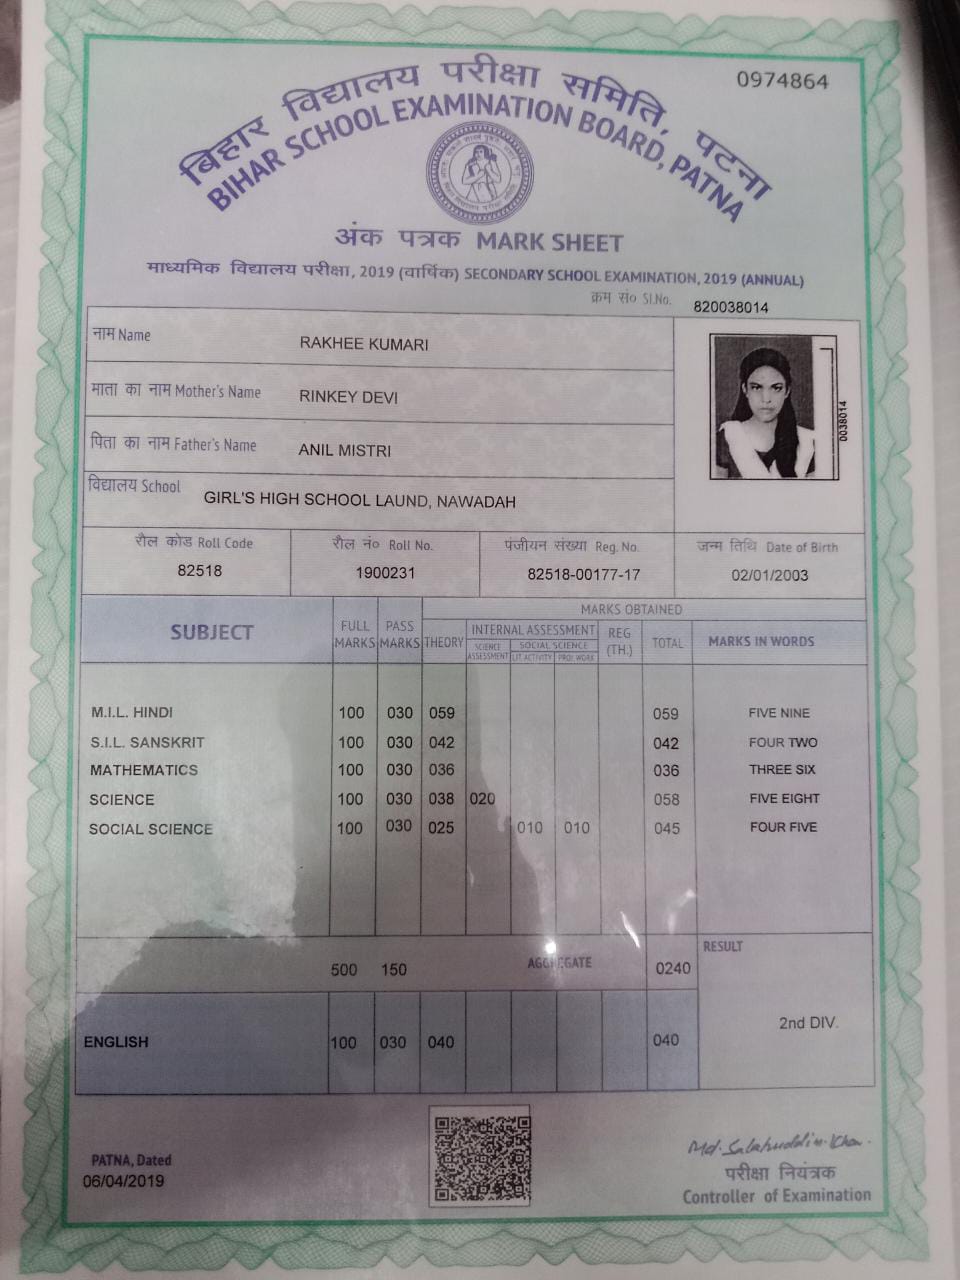 0974864
बिहार विद्यालय परीक्षा समिति, पटना
BIHAR SCHOOL EXAMINATION BOARD, PATNA
अंक पत्रक MARK SHEET
माध्यमिक विद्यालय परीक्षा, 2019 (वार्षिक) SECONDARY SCHOOL EXAMINATION, 2019 (ANNUAL)
क्रम सं० Sl.No. 820038014
नाम Name RAKHEE KUMARI
माता का नाम Mother's Name RINKEY DEVI
पिता का नाम Father's Name ANIL MISTRI
0038014
विद्यालय School GIRL'S HIGH SCHOOL LAUND, NAWADAH
रौल कोड Roll Code रौल नं० Roll No. पंजीयन संख्या Reg. No. जन्म तिथि Date of Birth
82518 1900231 82518-00177-17 02/01/2003
SUBJECT FULL MARKS PASS MARKS MARKS OBTAINED
THEORY INTERNAL ASSESSMENT REG (TH.) TOTAL MARKS IN WORDS
SCIENCE ASSESSMENT SOCIAL SCIENCE
LIT. ACTIVITY PROJ. WORK
M.I.L. HINDI 100 030 059 059 FIVE NINE
S.I.L. SANSKRIT 100 030 042 042 FOUR TWO
MATHEMATICS 100 030 036 036 THREE SIX
SCIENCE 100 030 038 020 058 FIVE EIGHT
SOCIAL SCIENCE 100 030 025 010 010 045 FOUR FIVE
500 150 AGGREGATE 0240 RESULT
2nd DIV.
ENGLISH 100 030 040 040
Md. Salahuddin Khan.
PATNA, Dated
06/04/2019
परीक्षा नियंत्रक
Controller of Examination